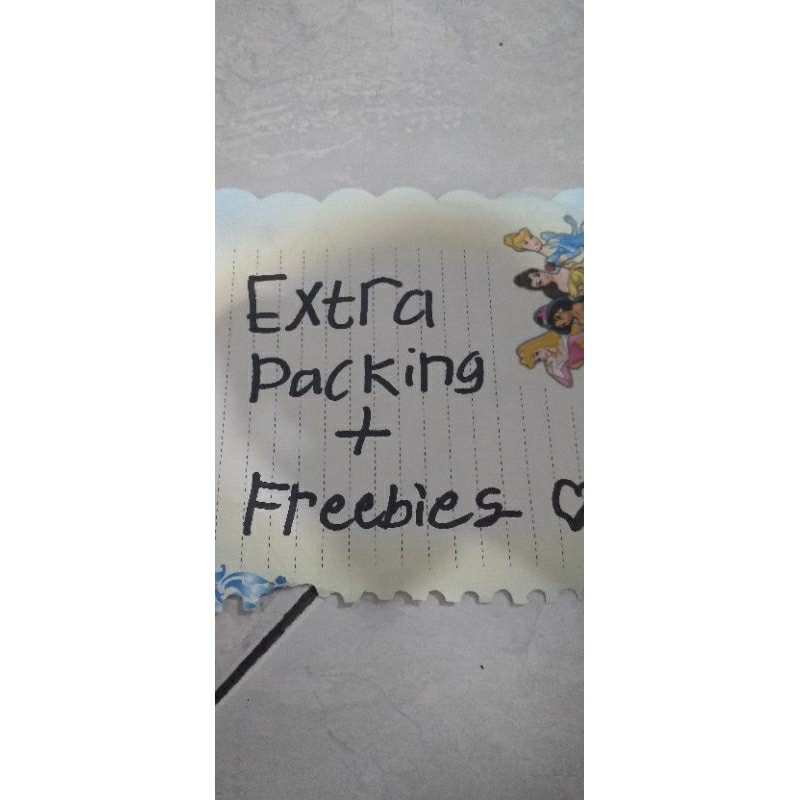 Extra
Packing
+
Freebies ♡